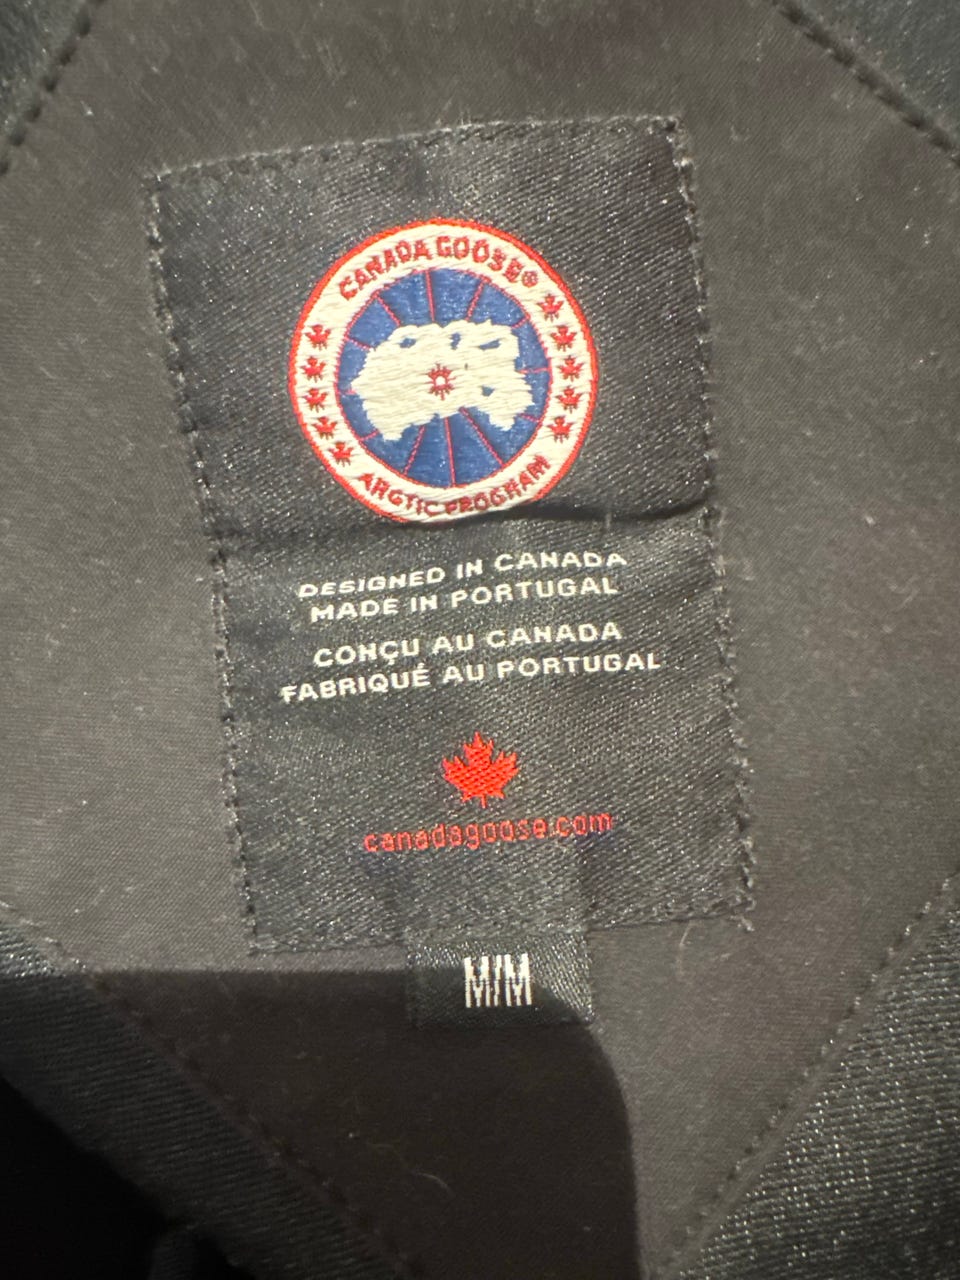 CANADA GOOSE®
ARCTIC PROGRAM
DESIGNED IN CANADA
MADE IN PORTUGAL
CONÇU AU CANADA
FABRIQUÉ AU PORTUGAL
canadagoose.com
M/M